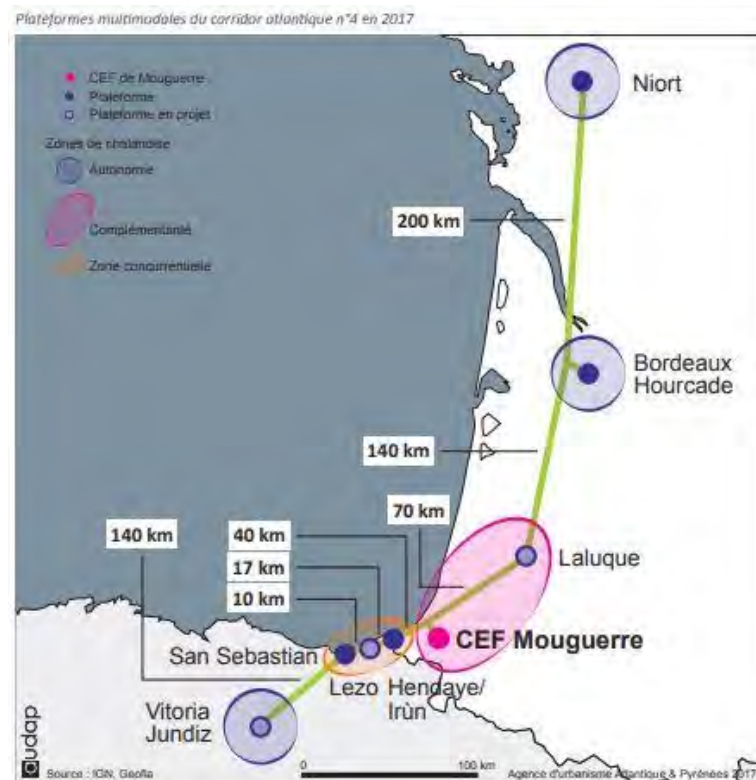 Plateformes multimodales du corridor atlantique n°4 en 2017
CEF de Mouguerre
Plateforme
Plateforme en projet
Zones de chalandise
Autonomie
Complémentarité
Zone concurrentielle
Niort
200 km
Bordeaux
Hourcade
140 km
70 km
140 km
40 km
17 km
10 km
Laluque
CEF Mouguerre
San Sebastian
Lezo
Hendaye/
Irùn
Vitoria
Jundiz
audap
Source : IGN, Geofla
0
100 km
Agence d'urbanisme Atlantique & Pyrénées 2017